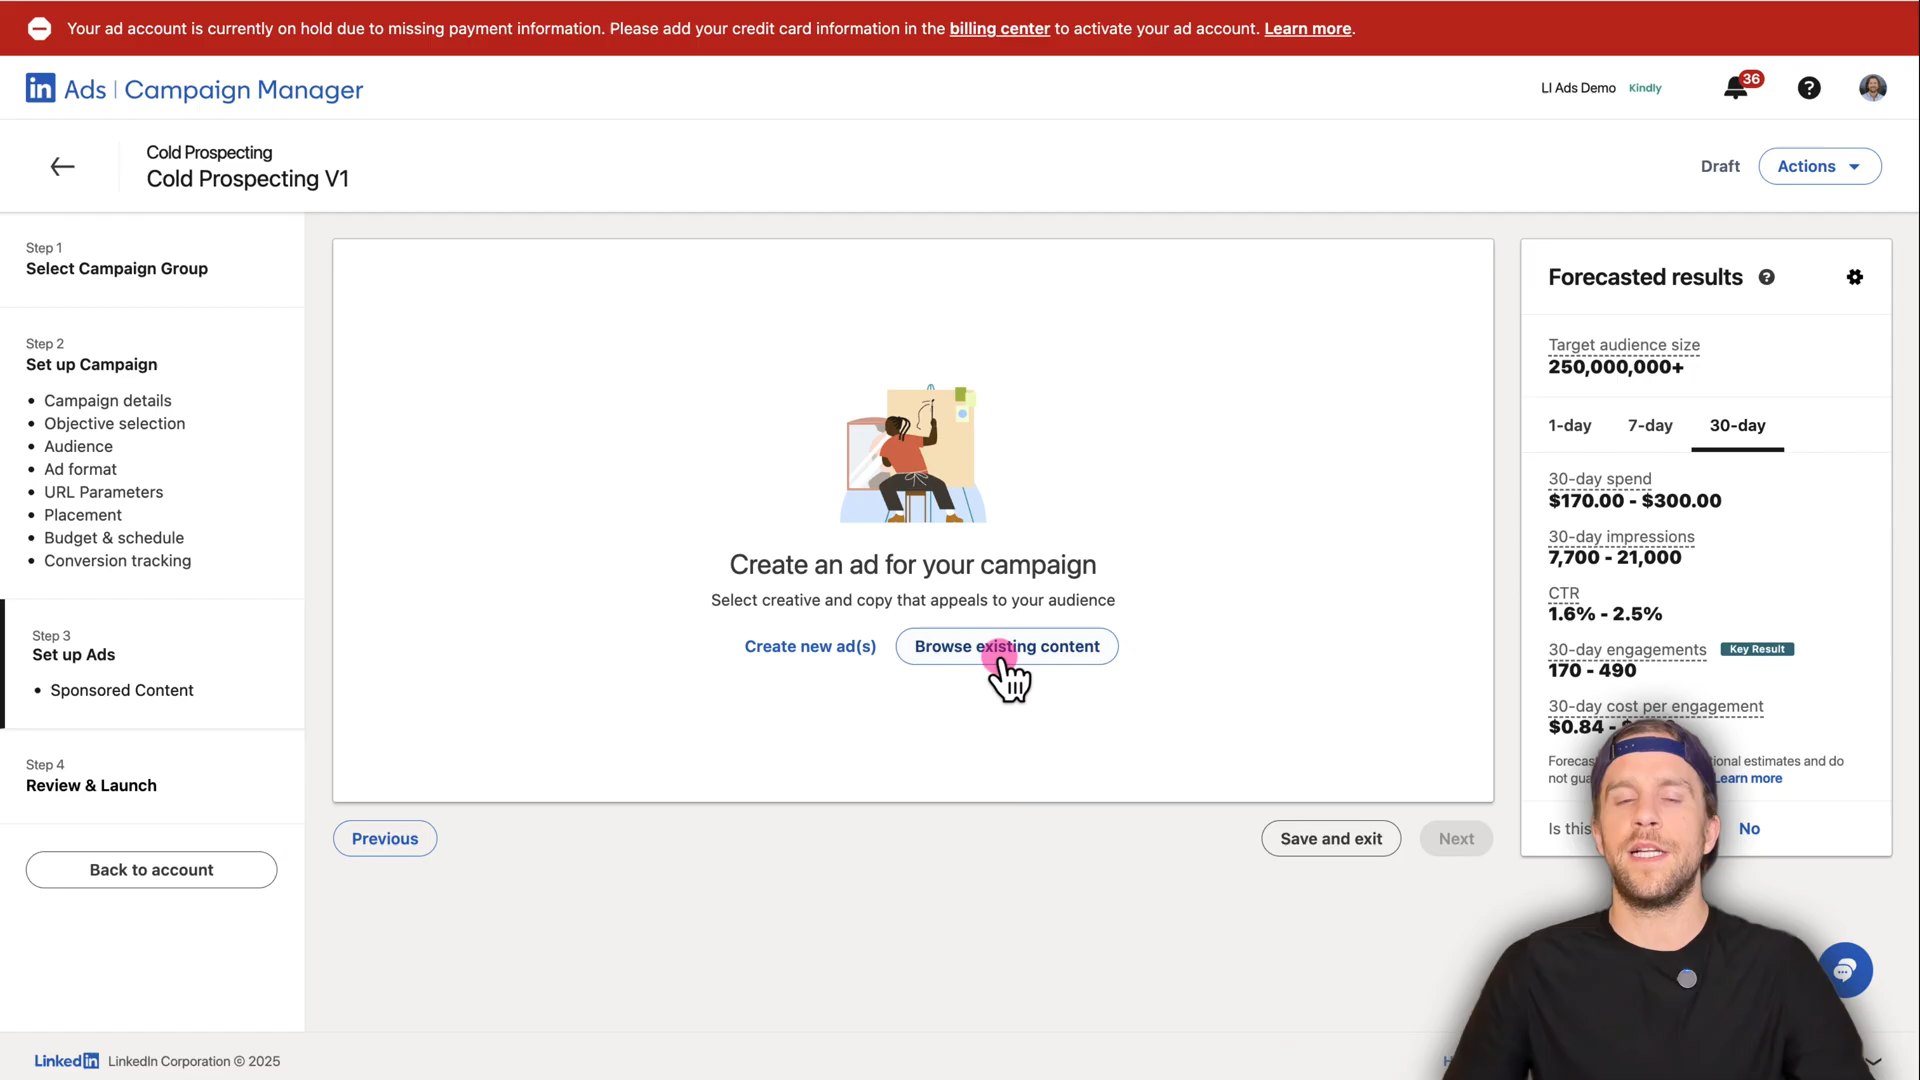 Your ad account is currently on hold due to missing payment information. Please add your credit card information in the billing center to activate your ad account. Learn more.
in Ads | Campaign Manager
LI Ads Demo Kindly
36
Cold Prospecting
Cold Prospecting V1
Draft
Actions
Step 1
Select Campaign Group
Step 2
Set up Campaign
• Campaign details
• Objective selection
• Audience
• Ad format
• URL Parameters
• Placement
• Budget & schedule
• Conversion tracking
Step 3
Set up Ads
• Sponsored Content
Step 4
Review & Launch
Back to account
Create an ad for your campaign
Select creative and copy that appeals to your audience
Create new ad(s)
Browse existing content
Previous
Save and exit
Next
Forecasted results
Target audience size
250,000,000+
1-day 7-day 30-day
30-day spend
$170.00 - $300.00
30-day impressions
7,700 - 21,000
CTR
1.6% - 2.5%
30-day engagements Key Result
170 - 490
30-day cost per engagement
$0.84 -
estimates and do
not Learn more
Is this
No
LinkedIn LinkedIn Corporation © 2025